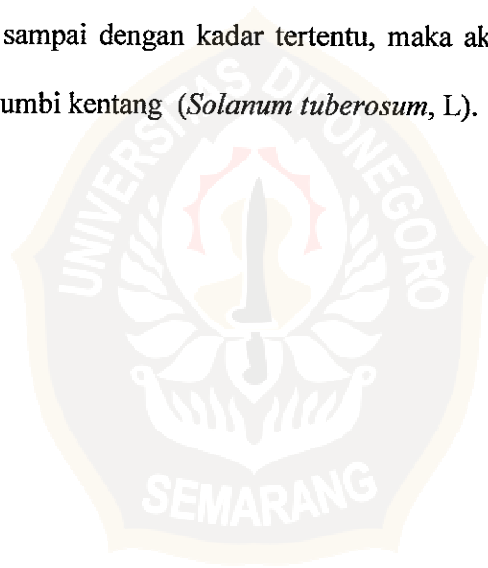 sampai dengan kadar tertentu, maka ak
umbi kentang (Solanum tuberosum, L).
UNIVERSITAS DIPONEGORO
SEMARANG